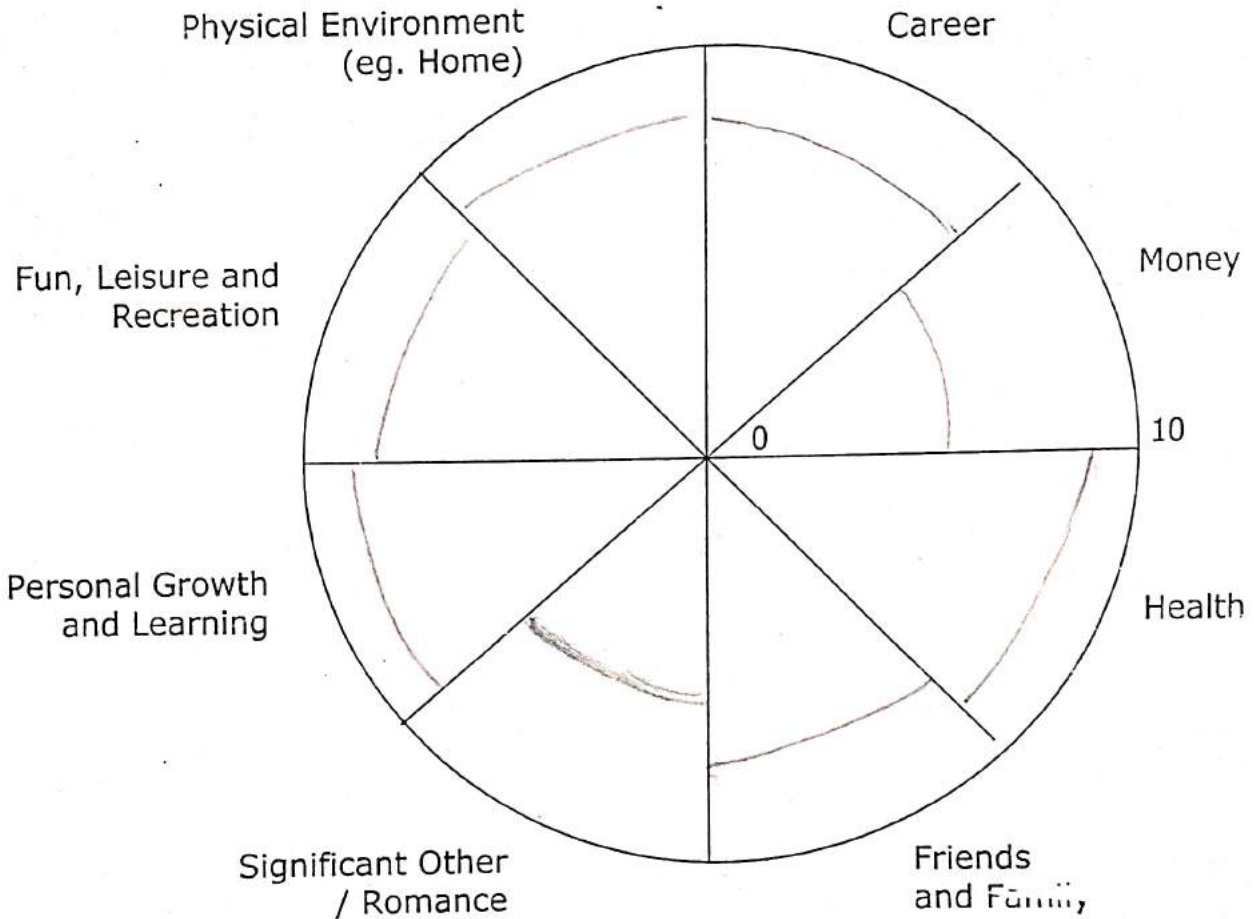 Physical Environment
(eg. Home)
Career
Fun, Leisure and
Recreation
Money
0
10
Personal Growth
and Learning
Health
Significant Other
/ Romance
Friends
and